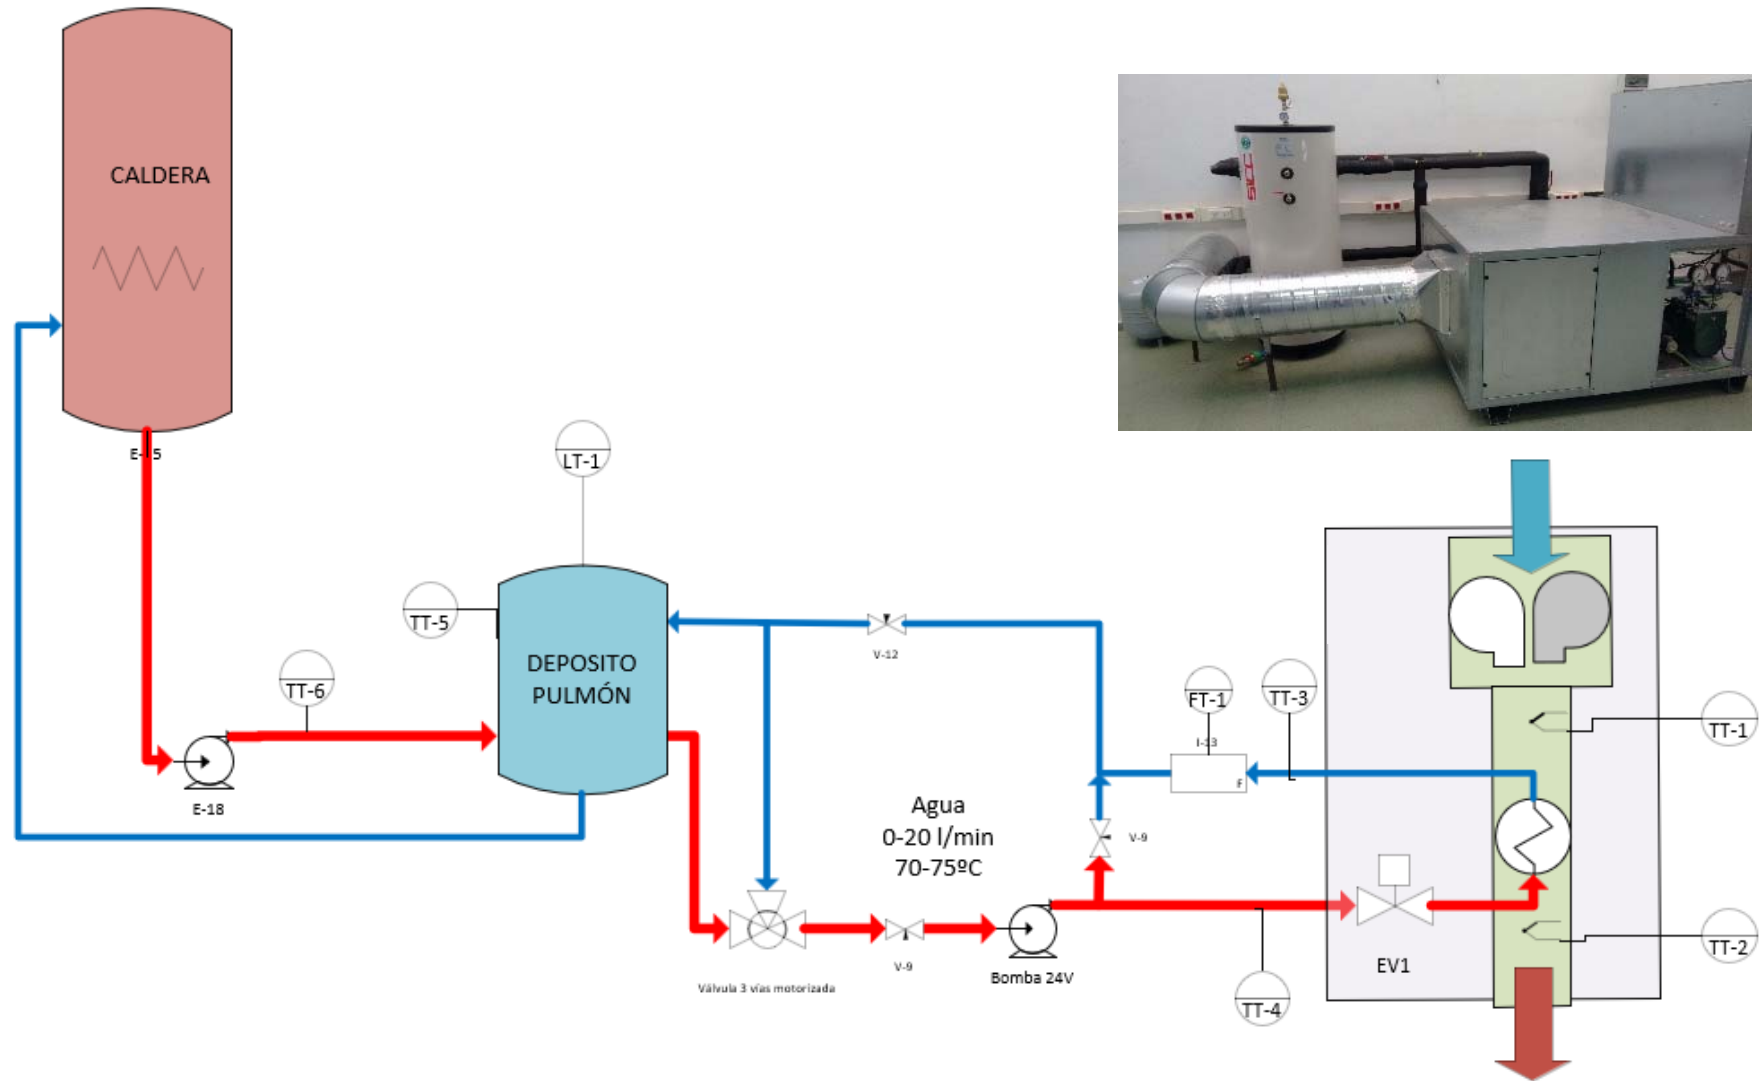 CALDERA
LT-1
TT-5
DEPOSITO
PULMÓN
TT-6
E-18
V-12
FT-1
TT-3
TT-1
F
Agua
0-20 l/min
70-75ºC
V-9
V-9
Bomba 24V
EV1
TT-2
TT-4
Válvula 3 vías motorizada